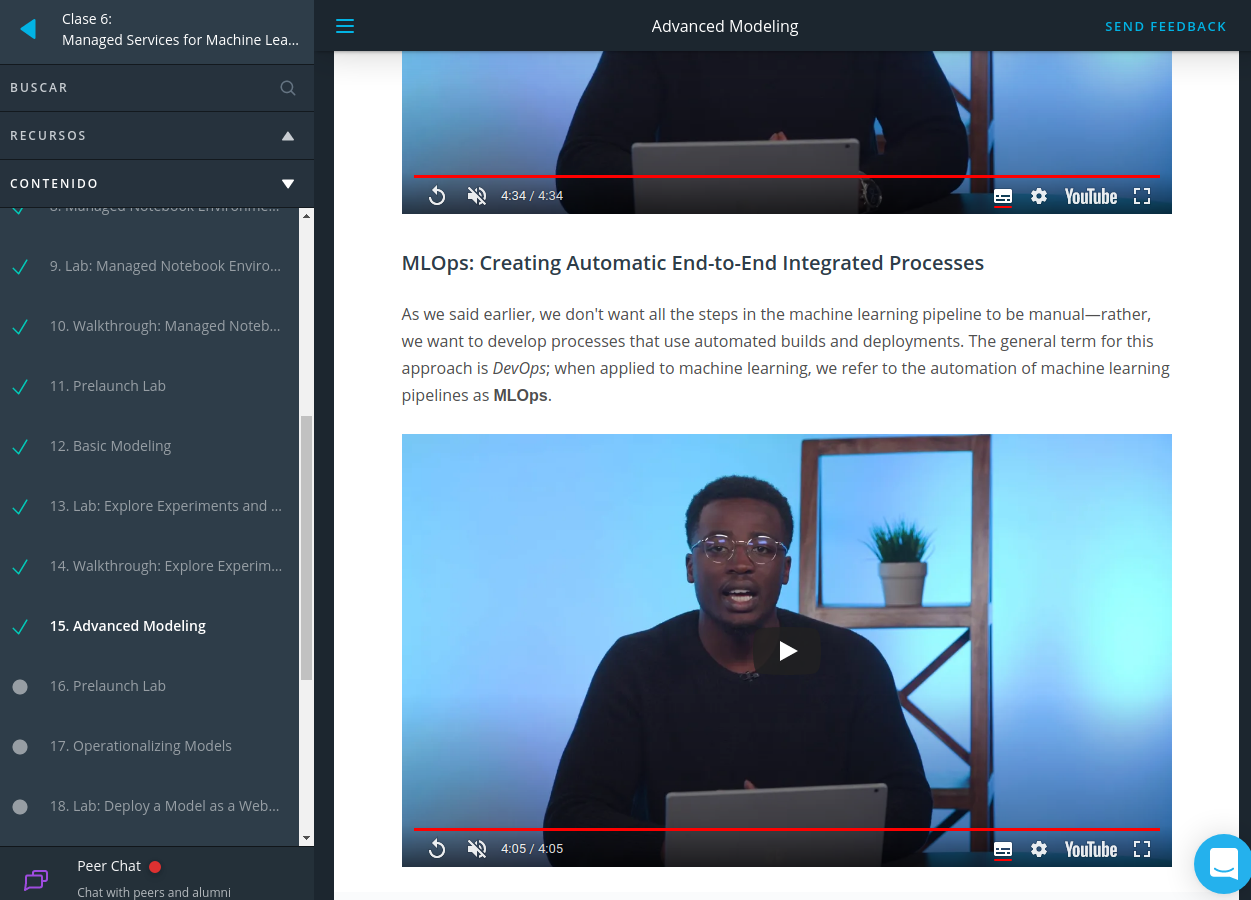 Clase 6:
Managed Services for Machine Lea...
BUSCAR
RECURSOS
CONTENIDO
8. Managed Notebook Environme...
9. Lab: Managed Notebook Enviro...
10. Walkthrough: Managed Noteb...
11. Prelaunch Lab
12. Basic Modeling
13. Lab: Explore Experiments and ...
14. Walkthrough: Explore Experim...
15. Advanced Modeling
16. Prelaunch Lab
17. Operationalizing Models
18. Lab: Deploy a Model as a Web...
Peer Chat
Chat with peers and alumni
Advanced Modeling
SEND FEEDBACK
4:34 / 4:34
YouTube
MLOps: Creating Automatic End-to-End Integrated Processes
As we said earlier, we don't want all the steps in the machine learning pipeline to be manual—rather,
we want to develop processes that use automated builds and deployments. The general term for this
approach is DevOps; when applied to machine learning, we refer to the automation of machine learning
pipelines as MLOps.
4:05 / 4:05
YouTube